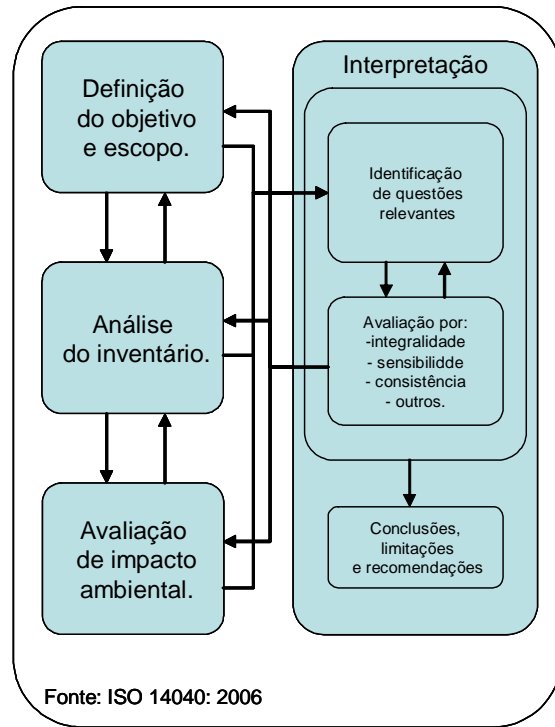 Definição
do objetivo
e escopo.
Análise
do inventário.
Avaliação
de impacto
ambiental.
Interpretação
Identificação
de questões
relevantes
Avaliação por:
-integralidade
- sensibilidde
- consistência
- outros.
Conclusões,
limitações
e recomendações
Fonte: ISO 14040: 2006